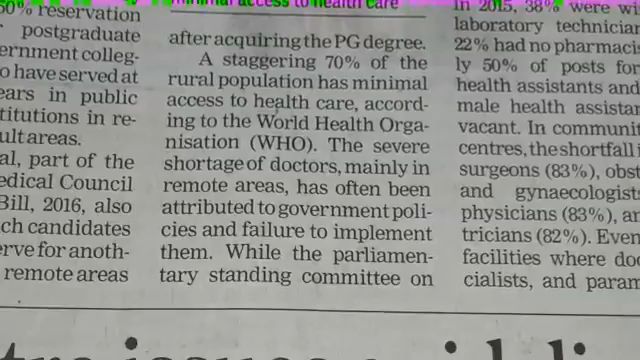 50% reservation
postgraduate
ernment colleg-
o have served at
ears in public
titutions in re-
ult areas.
al, part of the
edical Council
Bill, 2016, also
ch candidates
erve for anoth-
remote areas
minimal access to health care
after acquiring the PG degree.
A staggering 70% of the
rural population has minimal
access to health care, accord-
ing to the World Health Orga-
nisation (WHO). The severe
shortage of doctors, mainly in
remote areas, has often been
attributed to government poli-
cies and failure to implement
them. While the parliamen-
tary standing committee on
In 2015, 38% were wi
laboratory technician
22% had no pharmaci
ly 50% of posts for
health assistants and
male health assistan
vacant. In communit
centres, the shortfall i
surgeons (83%), obst
and gynaecologists
physicians (83%), an
tricians (82%). Even
facilities where doc
cialists, and param